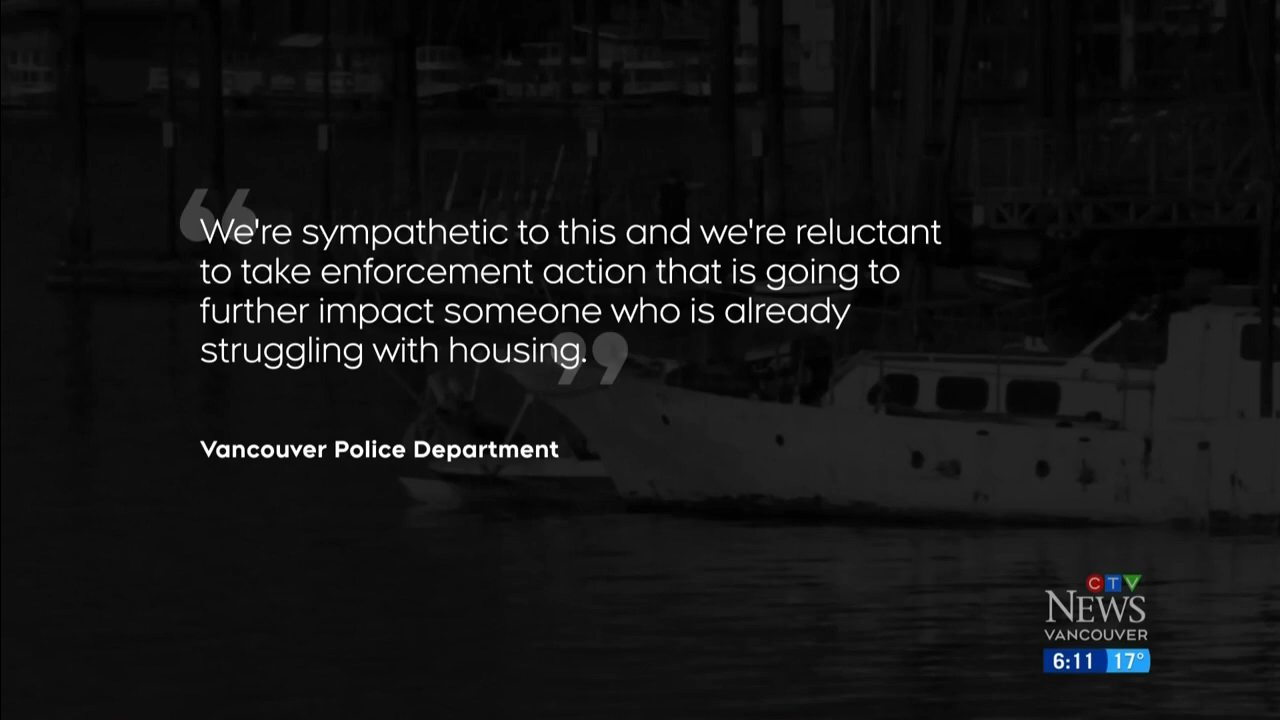 “We're sympathetic to this and we're reluctant
to take enforcement action that is going to
further impact someone who is already
struggling with housing.”
Vancouver Police Department
CTV
NEWS
VANCOUVER
6:11 17°